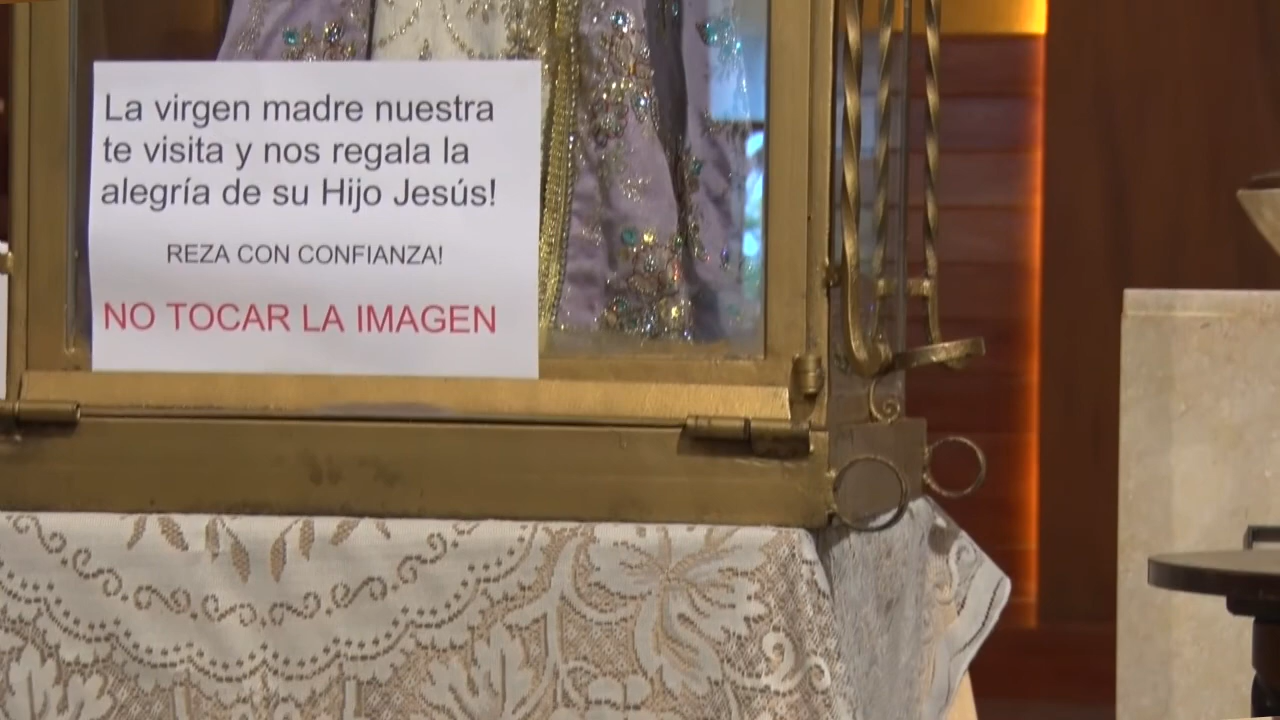 La virgen madre nuestra
te visita y nos regala la
alegría de su Hijo Jesús!
REZA CON CONFIANZA!
NO TOCAR LA IMAGEN